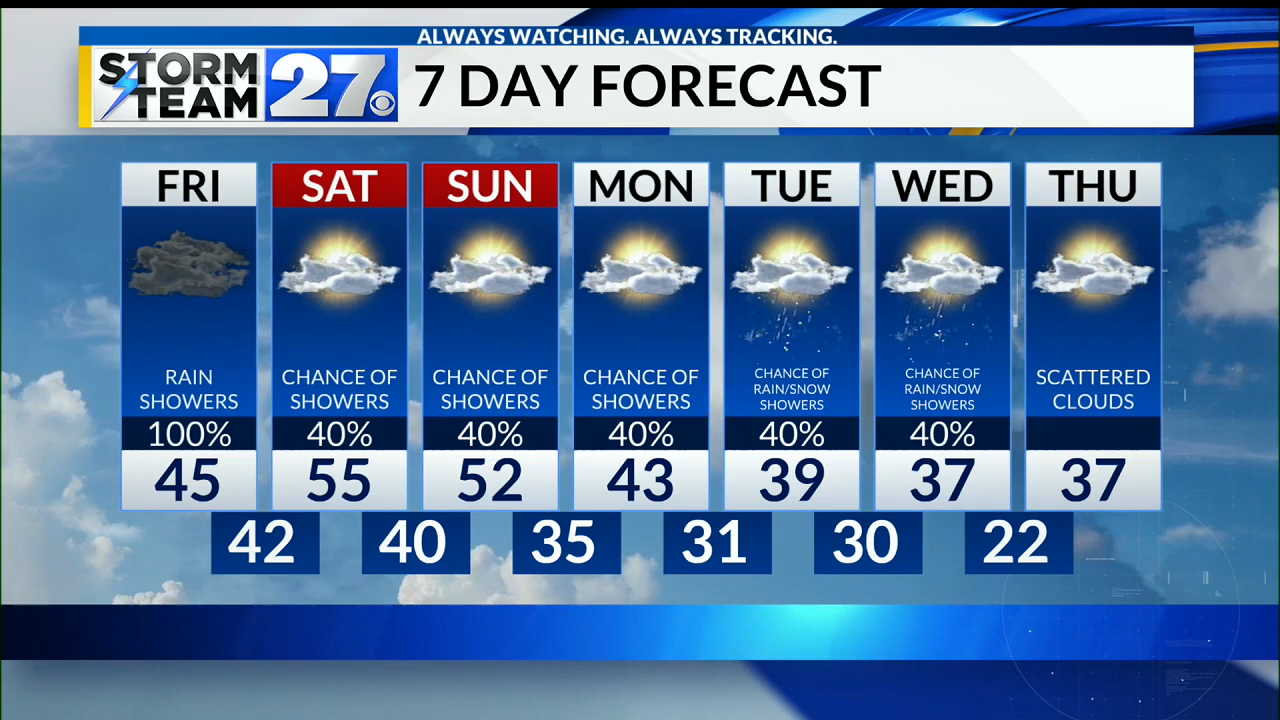 ALWAYS WATCHING. ALWAYS TRACKING.
STORM TEAM 27
7 DAY FORECAST
FRI SAT SUN MON TUE WED THU
RAIN SHOWERS
CHANCE OF SHOWERS
CHANCE OF SHOWERS
CHANCE OF SHOWERS
CHANCE OF RAIN/SNOW SHOWERS
CHANCE OF RAIN/SNOW SHOWERS
SCATTERED CLOUDS
100% 40% 40% 40% 40% 40%
45 55 52 43 39 37 37
42 40 35 31 30 22